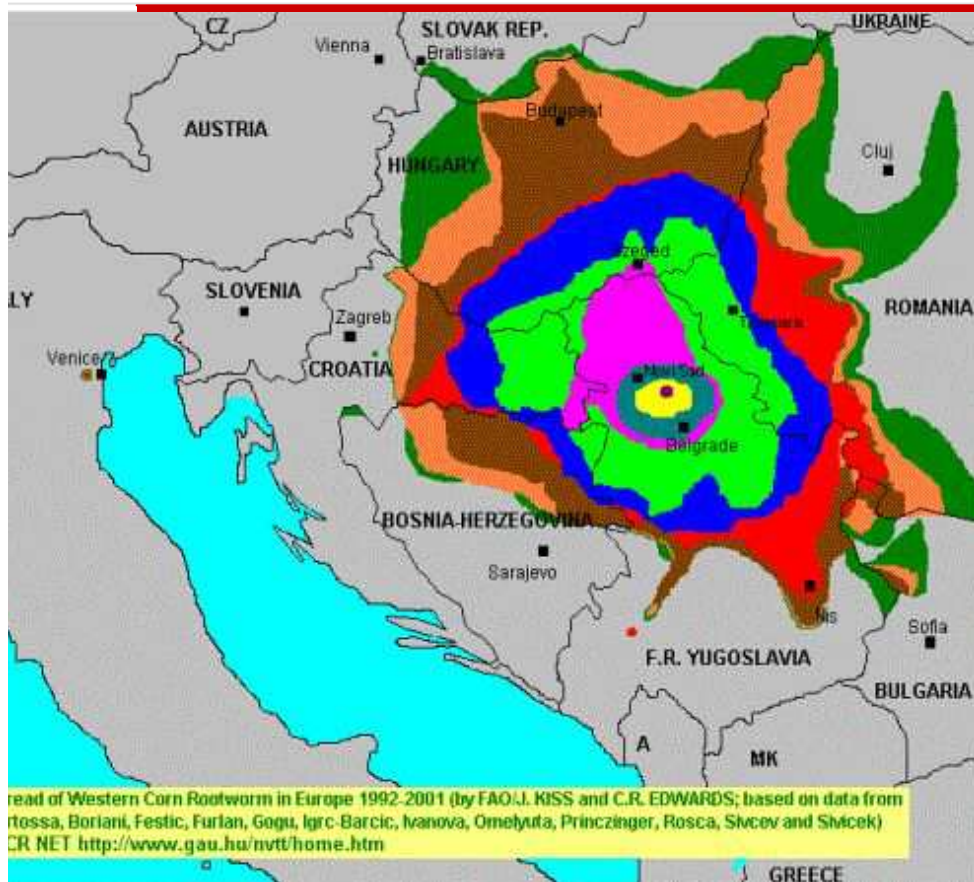 CZ
SLOVAK REP.
UKRAINE
Vienna
Bratislava
AUSTRIA
Budapest
HUNGARY
Cluj
Szeged
SLOVENIA
LY
ROMANIA
Zagreb
Venice
CROATIA
Novi Sad
Belgrade
BOSNIA-HERZEGOVINA
Sarajevo
Nis
Sofia
F.R. YUGOSLAVIA
BULGARIA
A
MK
read of Western Corn Rootworm in Europe 1992-2001 (by FAO/J. KISS and C.R. EDWARDS; based on data from
rtossa, Boriani, Festic, Furlan, Gogu, Igrc-Barcic, Ivanova, Omelyuta, Princzinger, Rosca, Sivcev and Sivicek)
CR NET http://www.gau.hu/nvtt/home.htm
GREECE